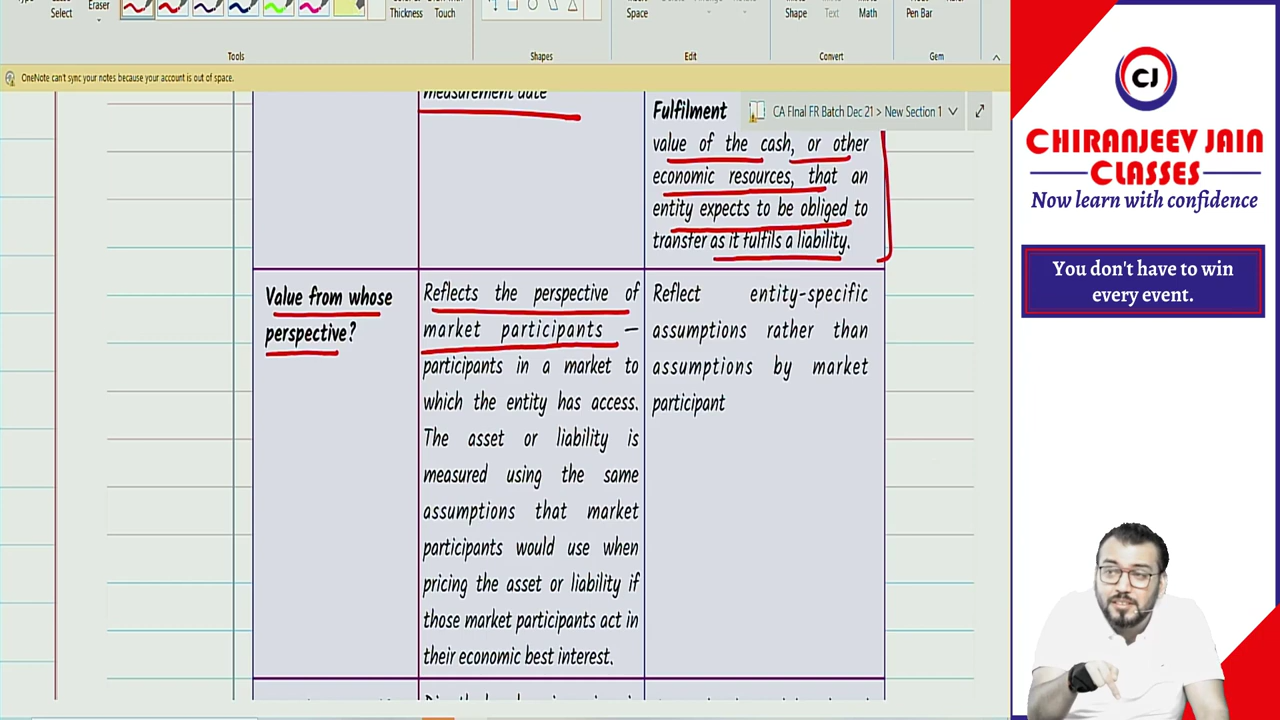 Eraser
Select
Thickness
Touch
Space
Shape
Text
Math
Pen Bar
Tools
Shapes
Edit
Convert
Gem
OneNote can't sync your notes because your account is out of space.
CA FInal FR Batch Dec 21 > New Section 1
measurement date
Fulfilment
value of the cash, or other
economic resources, that an
entity expects to be obliged to
transfer as it fulfils a liability.
Value from whose
perspective?
Reflects the perspective of
market participants –
participants in a market to
which the entity has access.
The asset or liability is
measured using the same
assumptions that market
participants would use when
pricing the asset or liability if
those market participants act in
their economic best interest.
Reflect entity-specific
assumptions rather than
assumptions by market
participant
CJ
CHIRANJEEV JAIN
CLASSES
Now learn with confidence
You don't have to win
every event.